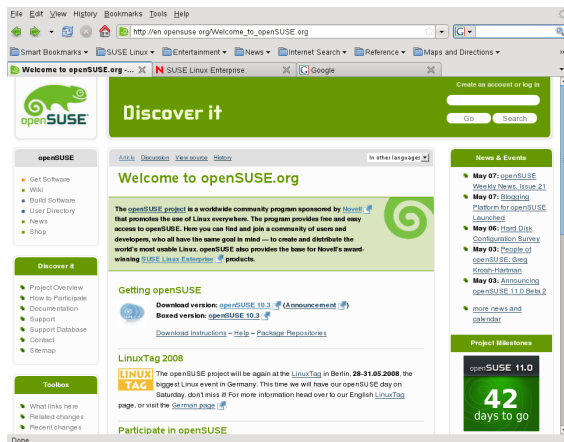 File Edit View History Bookmarks Tools Help
http://en.opensuse.org/Welcome_to_openSUSE.org
Smart Bookmarks SUSE Linux Entertainment News Internet Search Reference Maps and Directions
Welcome to openSUSE.org -... SUSE Linux Enterprise Google
openSUSE
Discover it
Create an account or log in
Go Search
openSUSE
Get Software
Wiki
Build Software
User Directory
News
Shop
Discover it
Project Overview
How to Participate
Documentation
Support
Support Database
Contact
Sitemap
Toolbox
What links here
Related changes
Recent changes
Article Discussion View source History
In other languages
Welcome to openSUSE.org
The openSUSE project is a worldwide community program sponsored by Novell
that promotes the use of Linux everywhere. The program provides free and easy
access to openSUSE. Here you can find and join a community of users and
developers, who all have the same goal in mind — to create and distribute the
world's most usable Linux. openSUSE also provides the base for Novell's award-
winning SUSE Linux Enterprise products.
Getting openSUSE
Download version: openSUSE 10.3 (Announcement)
Boxed version: openSUSE 10.3
Download Instructions – Help – Package Repositories
LinuxTag 2008
LINUX
TAG
The openSUSE project will be again at the LinuxTag in Berlin, 28-31.05.2008, the
biggest Linux event in Germany. This time we will have our openSUSE day on
Saturday, don't miss it! For more information head over to our English LinuxTag
page, or visit the German page .
Participate in openSUSE
News & Events
May 07: openSUSE
Weekly News, Issue 21
May 07: Blogging
Platform for openSUSE
Launched
May 06: Hard Disk
Configuration Survey
May 03: People of
openSUSE: Greg
Kroah-Hartman
May 03: Announcing
openSUSE 11.0 Beta 2
more news and
calendar
Project Milestones
openSUSE 11.0
42
days to go
Done